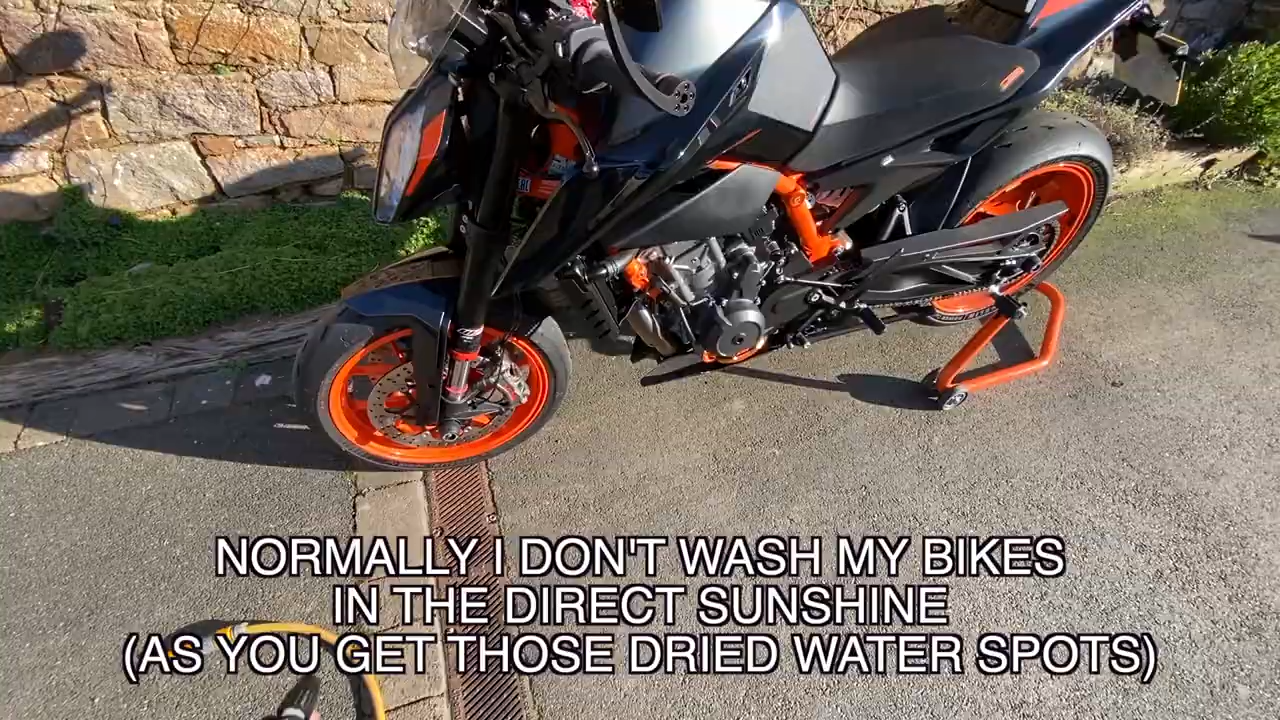 NORMALLY I DON'T WASH MY BIKES
IN THE DIRECT SUNSHINE
(AS YOU GET THOSE DRIED WATER SPOTS)